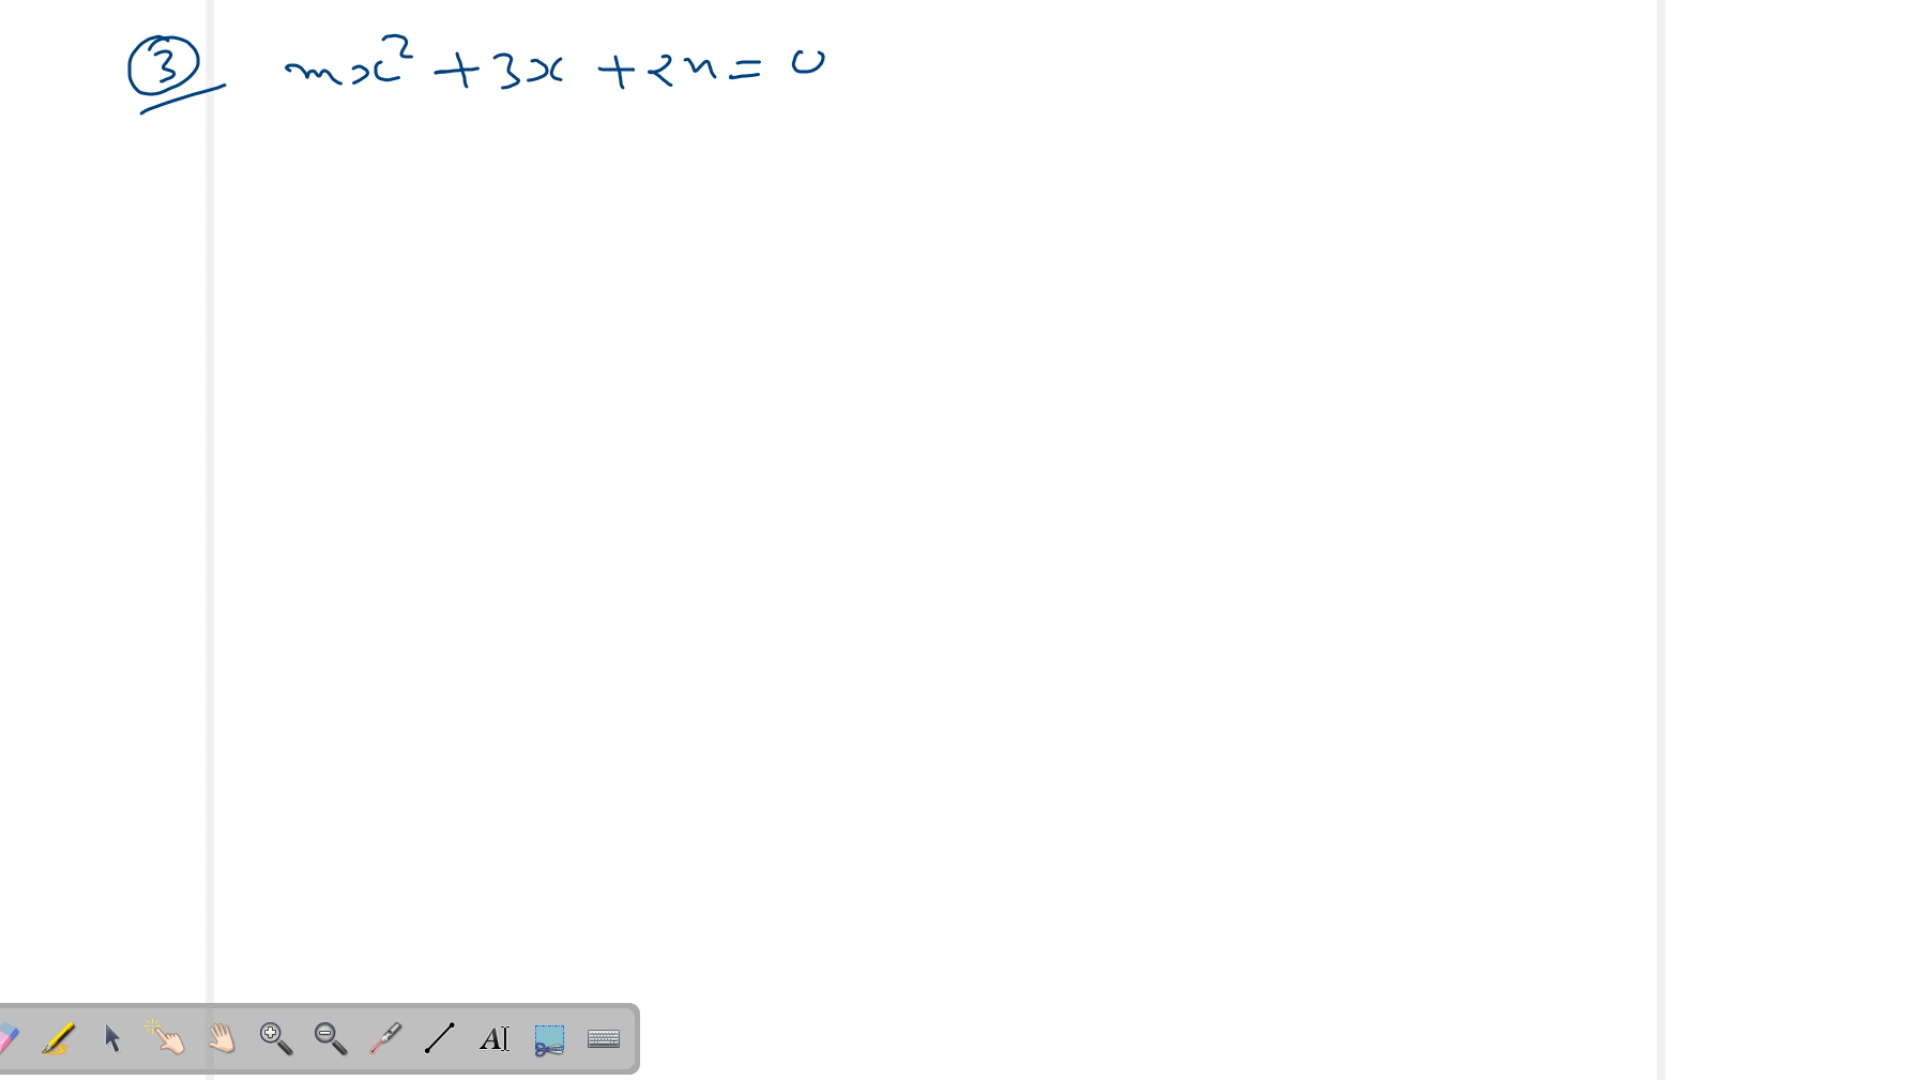 ③ mx² + 3x + 2n = 0